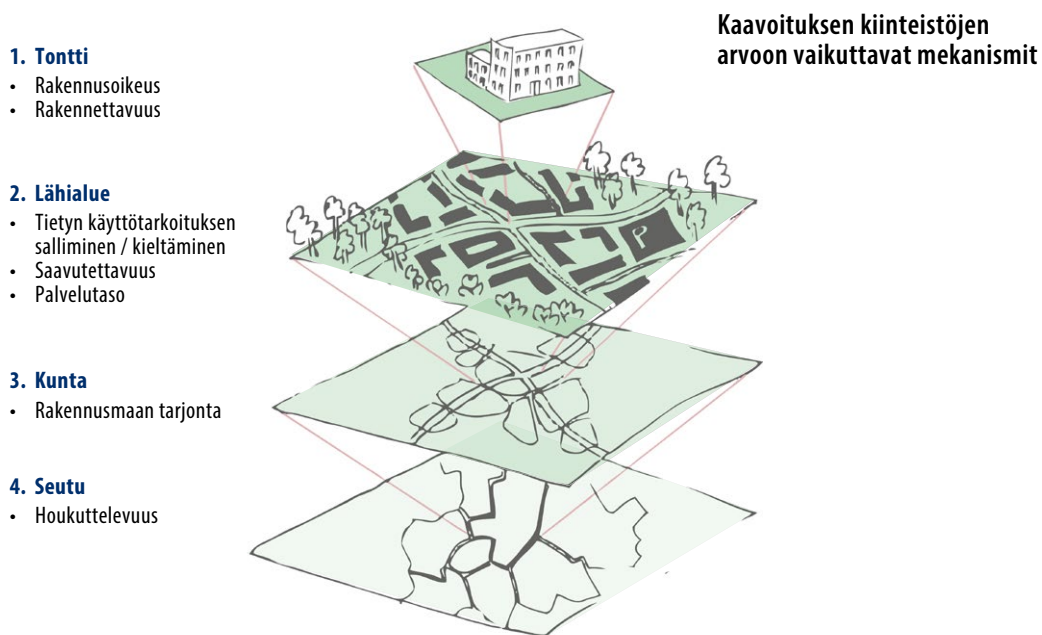 Kaavoituksen kiinteistöjen
arvoon vaikuttavat mekanismit
1. Tontti
• Rakennusoikeus
• Rakennettavuus
2. Lähialue
• Tietyn käyttötarkoituksen
salliminen / kieltäminen
• Saavutettavuus
• Palvelutaso
P
3. Kunta
• Rakennusmaan tarjonta
4. Seutu
• Houkuttelevuus